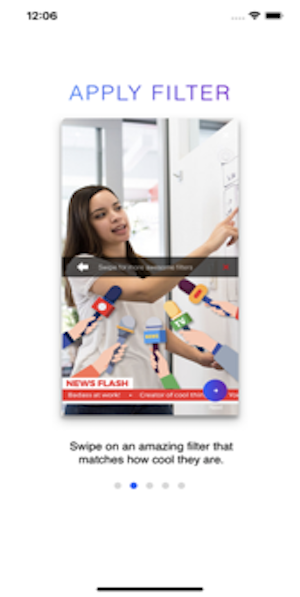 12:06
APPLY FILTER
Swipe for more awesome filters
TV
NEWS FLASH
Badass at work! • Creator of cool thin
Swipe on an amazing filter that
matches how cool they are.